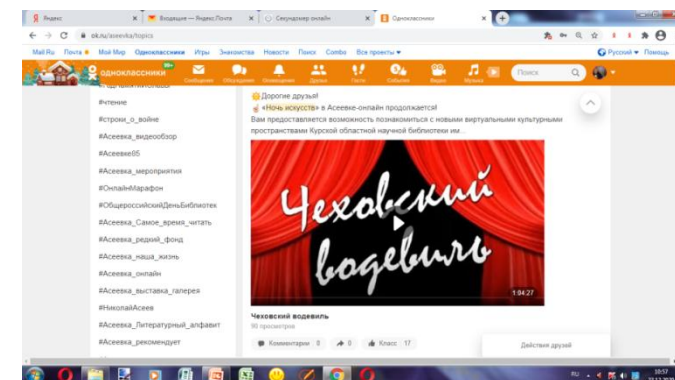 Яндекс
Входящие — Яндекс.Почта
Секундомер онлайн
Одноклассники
ok.ru/aseevka/topics
Mail.Ru Почта Мой Мир Одноклассники Игры Знакомства Новости Поиск Combo Все проекты
Русский Помощь
одноклассники
99+
Сообщения Обсуждения Оповещения Друзья Гости События Видео Музыка
Поиск
#чтение
#строки_о_войне
#Асеевка_видеообзор
#Асеевке85
#Асеевка_мероприятия
#ОнлайнМарафон
#ОбщероссийскийДеньБиблиотек
#Асеевка_Самое_время_читать
#Асеевка_редкий_фонд
#Асеевка_наша_жизнь
#Асеевка_онлайн
#Асеевка_выставка_галерея
#НиколайАсеев
#Асеевка_Литературный_алфавит
#Асеевка_рекомендует
Дорогие друзья!
«Ночь искусств» в Асеевке-онлайн продолжается!
Вам предоставляется возможность познакомиться с новыми виртуальными культурными
пространствами Курской областной научной библиотеки им...
Чеховский
водевиль
1:04:27
Чеховский водевиль
просмотров
Комментарии 0
0
Класс 17
Действия друзей
RU
10:57